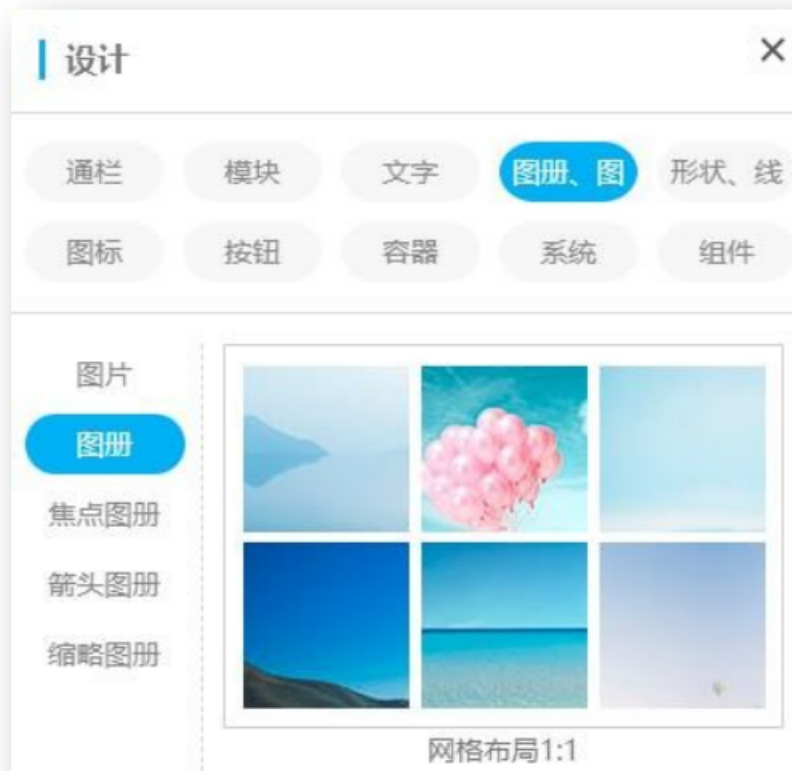 设计
通栏 模块 文字 图册、图 形状、线
图标 按钮 容器 系统 组件
图片
图册
焦点图册
箭头图册
缩略图册
网格布局1:1